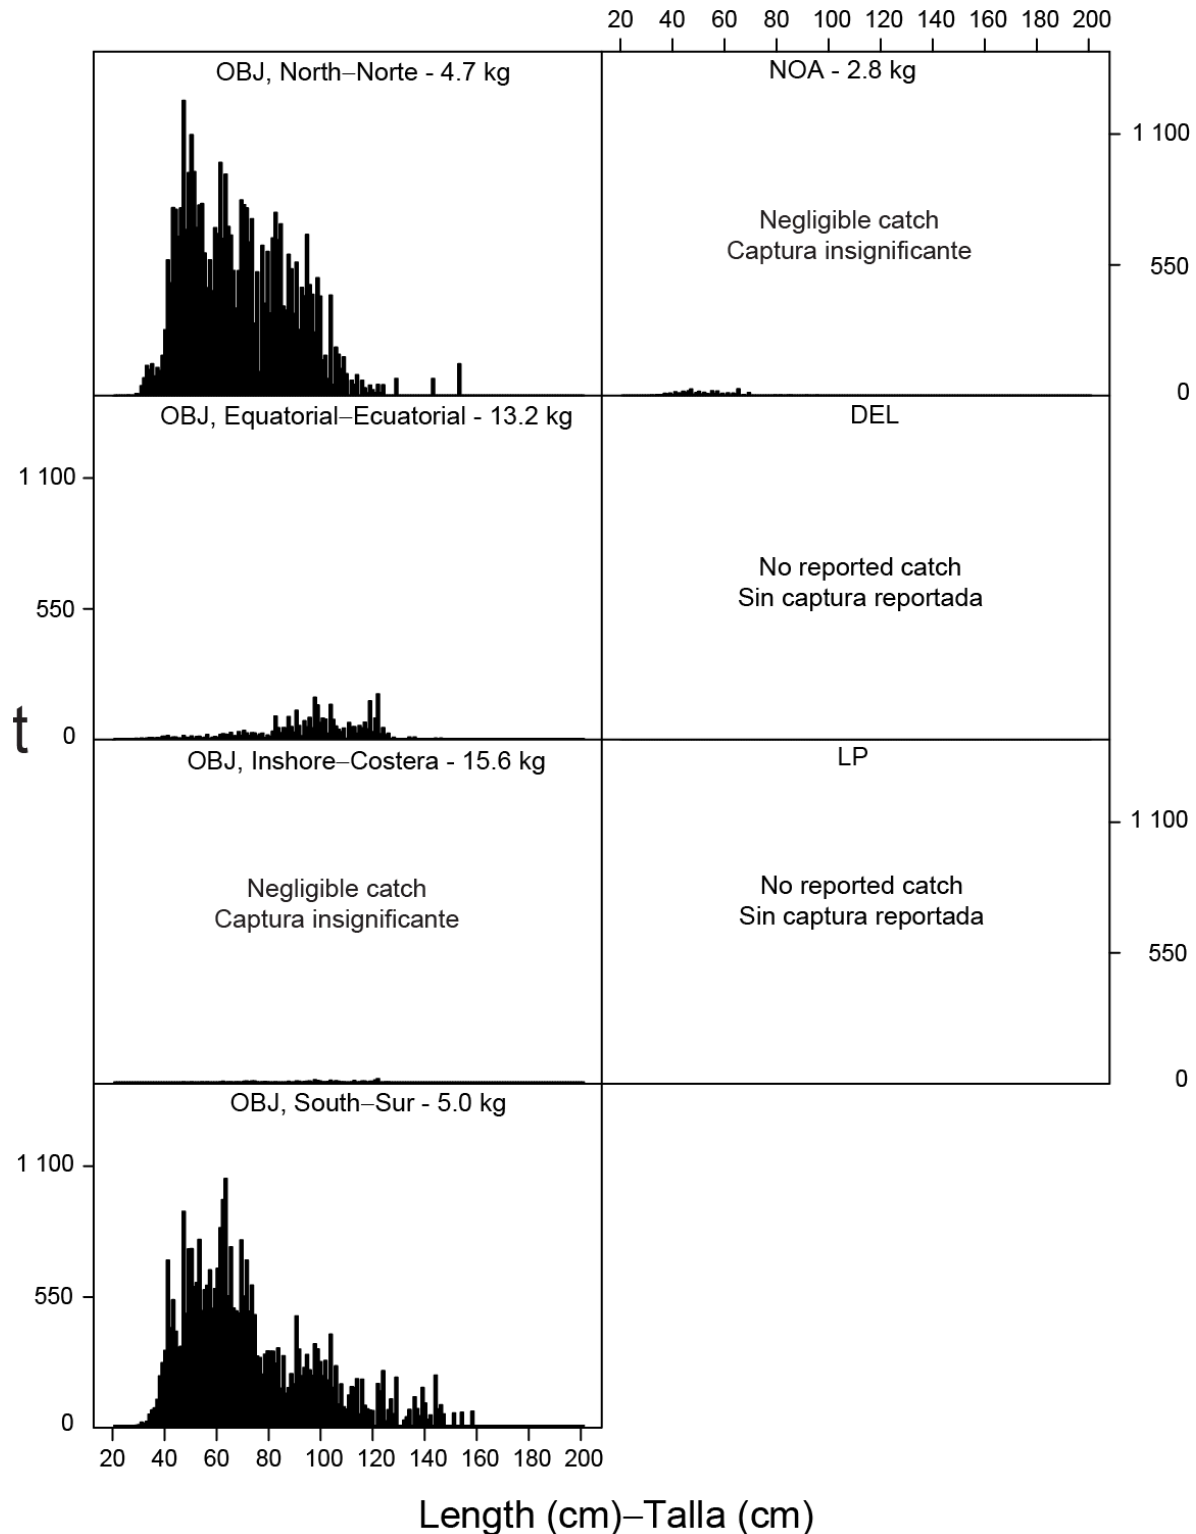 20 40 60 80 100 120 140 160 180 200
OBJ, North–Norte - 4.7 kg
NOA - 2.8 kg
1 100
Negligible catch
Captura insignificante
550
0
OBJ, Equatorial–Ecuatorial - 13.2 kg
DEL
1 100
No reported catch
Sin captura reportada
550
t
0
OBJ, Inshore–Costera - 15.6 kg
LP
1 100
Negligible catch
Captura insignificante
No reported catch
Sin captura reportada
550
0
OBJ, South–Sur - 5.0 kg
1 100
550
0
20 40 60 80 100 120 140 160 180 200
Length (cm)–Talla (cm)